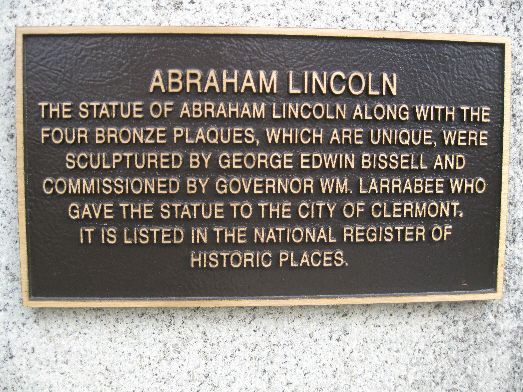 ABRAHAM LINCOLN
THE STATUE OF ABRAHAM LINCOLN ALONG WITH THE
FOUR BRONZE PLAQUES, WHICH ARE UNIQUE, WERE
SCULPTURED BY GEORGE EDWIN BISSELL AND
COMMISSIONED BY GOVERNOR WM. LARRABEE WHO
GAVE THE STATUE TO THE CITY OF CLERMONT.
IT IS LISTED IN THE NATIONAL REGISTER OF
HISTORIC PLACES.